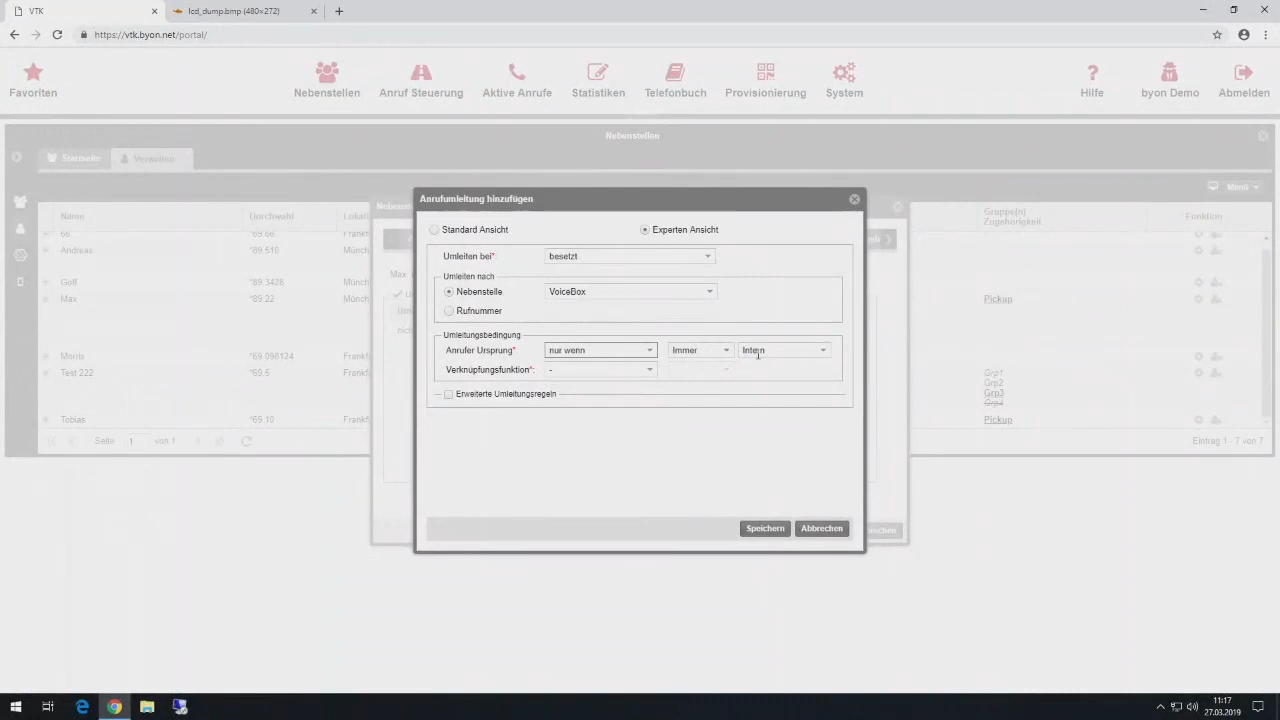 VTK
lcd_dump.bmp (480×272)
https://vtk.byon.net/portal/
Favoriten
Nebenstellen
Anruf Steuerung
Aktive Anrufe
Statistiken
Telefonbuch
Provisionierung
System
Hilfe
byon Demo
Abmelden
Nebenstellen
Startseite
Verwalten
Menü
Name
Durchwahl
Gruppe(n)
Zugehörigkeit
Funktion
66
*89.66
Andreas
*89.510
Goff
*89.3428
Max
*89.22
Pickup
Morris
*69.098124
Test 222
*69.5
Grp1
Grp2
Grp3
Grp4
Tobias
*69.10
Pickup
Seite 1 von 1
Eintrag 1 - 7 von 7
Max
Anrufumleitung hinzufügen
Standard Ansicht
Experten Ansicht
Umleiten bei*:
besetzt
Umleiten nach
Nebenstelle
VoiceBox
Rufnummer
Umleitungsbedingung
Anrufer Ursprung*
nur wenn
Immer
Intern
Verknüpfungsfunktion*:
-
Erweiterte Umleitungsregeln
Speichern
Abbrechen
11:17
27.03.2019